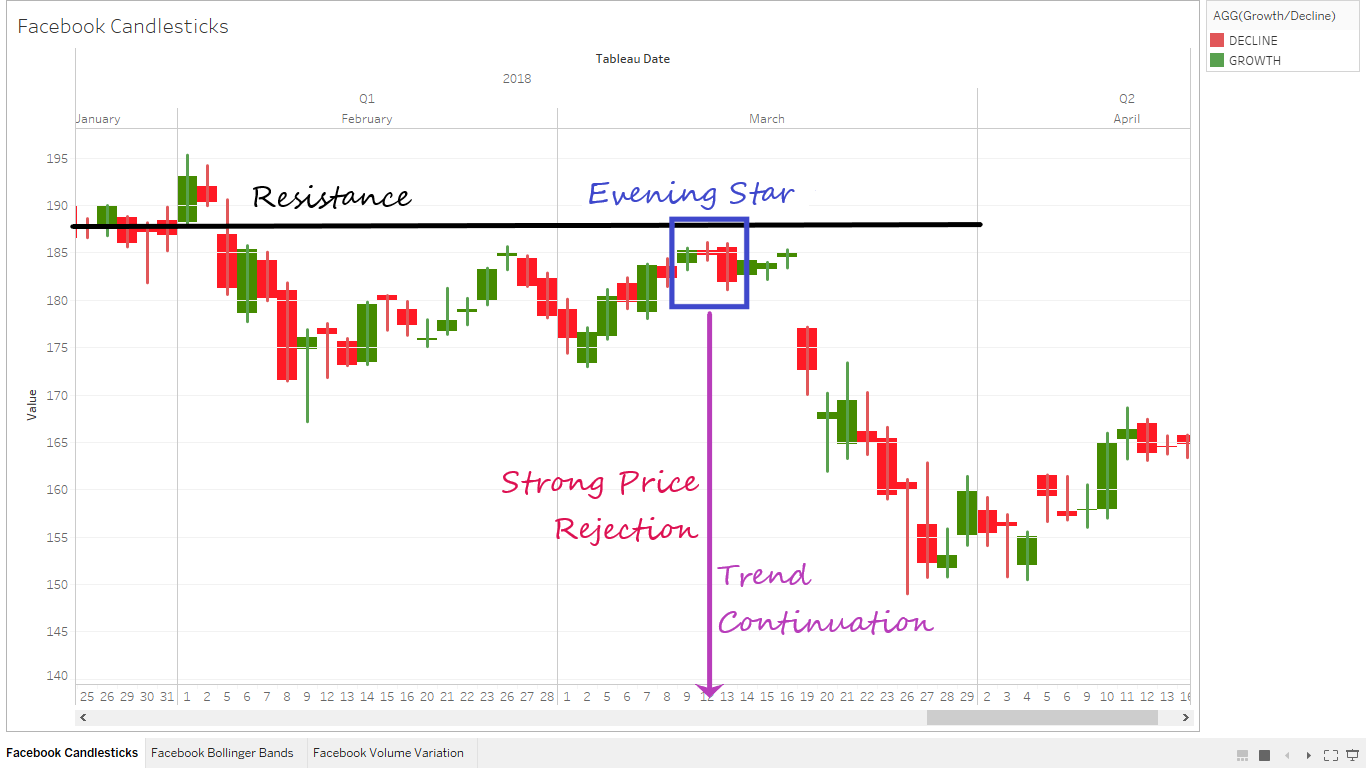 Facebook Candlesticks
AGG(Growth/Decline)
DECLINE
GROWTH
Tableau Date
2018
Q1 Q2
January February March April
Value
195
190
185
180
175
170
165
160
155
150
145
140
Resistance
Evening Star
Strong Price
Rejection
Trend
Continuation
25 26 29 30 31 1 2 5 6 7 8 9 12 13 14 15 16 20 21 22 23 26 27 28 1 2 5 6 7 8 9 12 13 14 15 16 19 20 21 22 23 26 27 28 29 2 3 4 5 6 9 10 11 12 13 16
Facebook Candlesticks Facebook Bollinger Bands Facebook Volume Variation